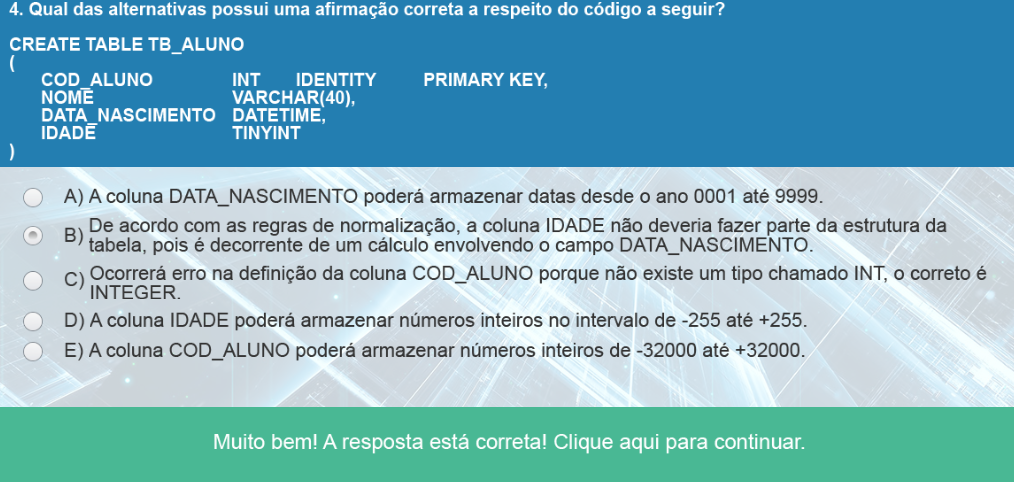 4. Qual das alternativas possui uma afirmação correta a respeito do código a seguir?
CREATE TABLE TB_ALUNO
(
COD_ALUNO INT IDENTITY PRIMARY KEY,
NOME VARCHAR(40),
DATA_NASCIMENTO DATETIME,
IDADE TINYINT
)
A) A coluna DATA_NASCIMENTO poderá armazenar datas desde o ano 0001 até 9999.
B) De acordo com as regras de normalização, a coluna IDADE não deveria fazer parte da estrutura da
tabela, pois é decorrente de um cálculo envolvendo o campo DATA_NASCIMENTO.
C) Ocorrerá erro na definição da coluna COD_ALUNO porque não existe um tipo chamado INT, o correto é
INTEGER.
D) A coluna IDADE poderá armazenar números inteiros no intervalo de -255 até +255.
E) A coluna COD_ALUNO poderá armazenar números inteiros de -32000 até +32000.
Muito bem! A resposta está correta! Clique aqui para continuar.